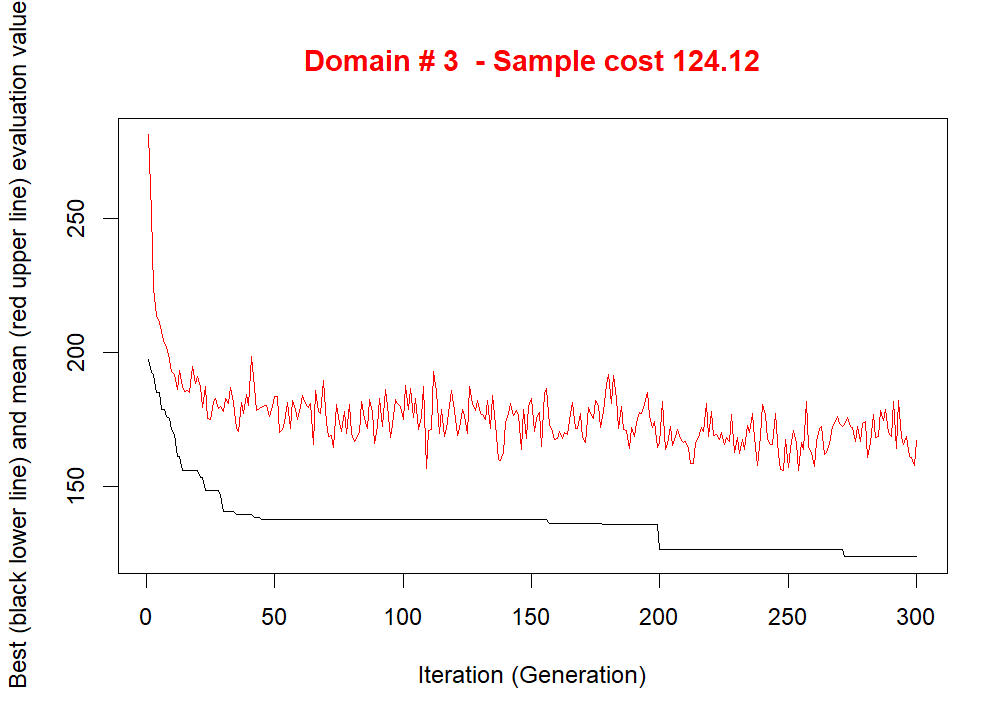 Domain # 3  - Sample cost 124.12
Best (black lower line) and mean (red upper line) evaluation value
250
200
150
0 50 100 150 200 250 300
Iteration (Generation)